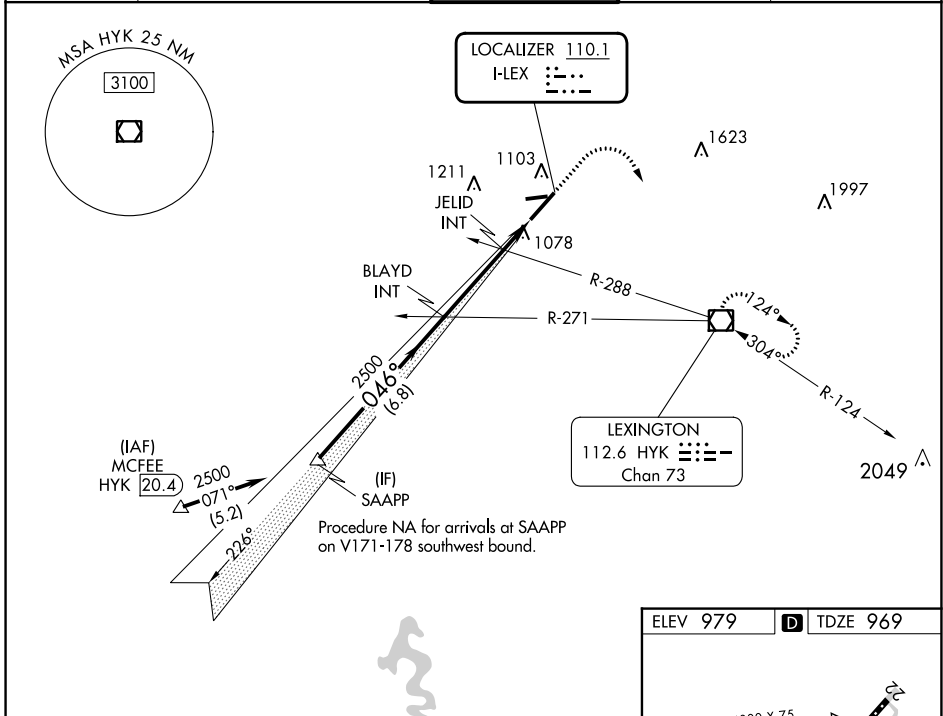 MSA HYK 25 NM
3100
LOCALIZER 110.1
I-LEX
1623
1103
1211
1997
JELID
INT
1078
BLAYD
INT
R-288
R-271
124°
304°
R-124
2500
046°
(6.8)
LEXINGTON
112.6 HYK
Chan 73
2049
(IAF)
MCFEE
HYK 20.4
2500
071°
(5.2)
(IF)
SAAPP
226°
Procedure NA for arrivals at SAAPP
on V171-178 southwest bound.
ELEV 979 D TDZE 969
22
X 75